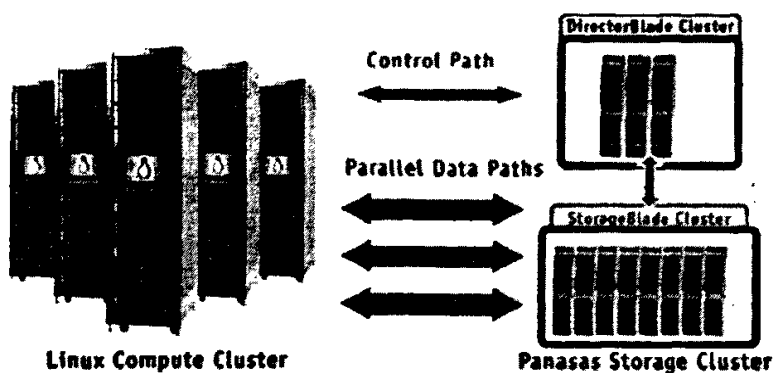 DirectorBlade Cluster
Control Path
Parallel Data Paths
StorageBlade Cluster
Linux Compute Cluster
Panasas Storage Cluster